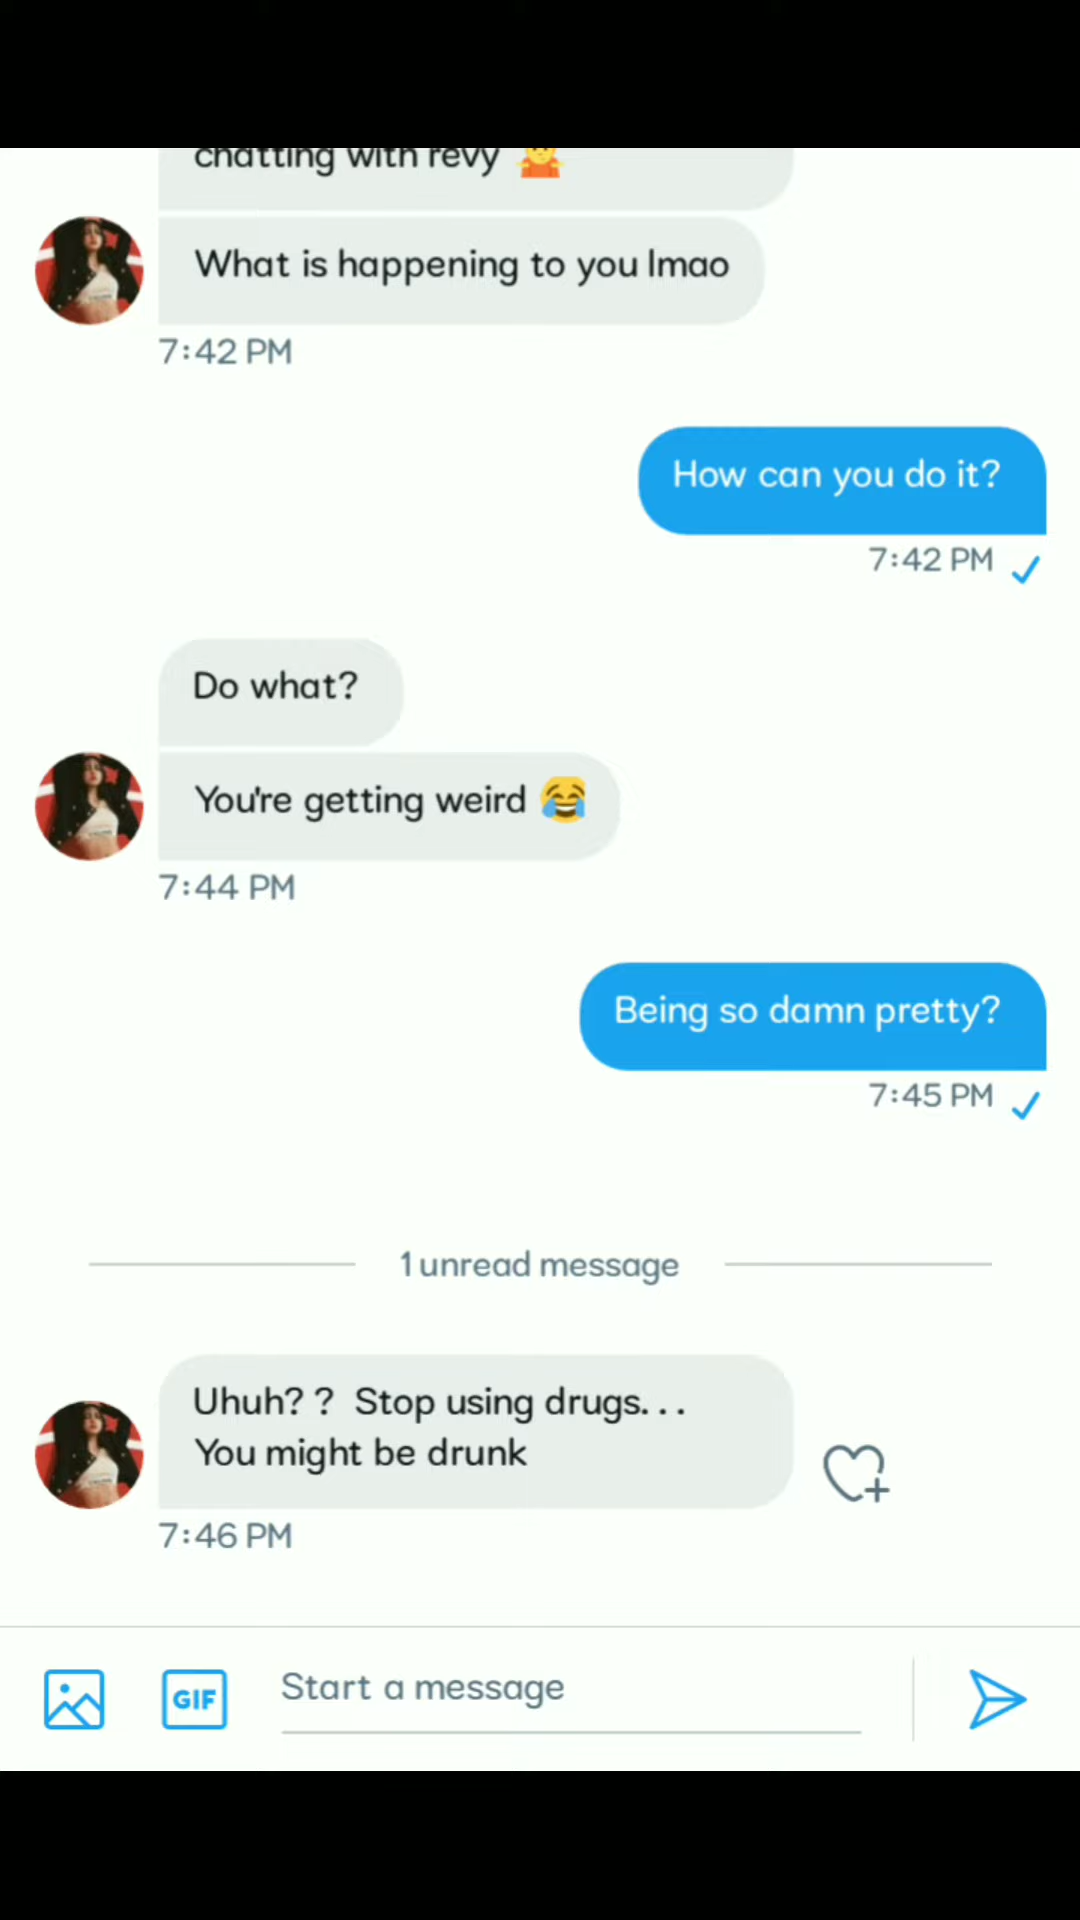 chatting with revy 🤷
What is happening to you lmao
7:42 PM
How can you do it?
7:42 PM
Do what?
You're getting weird 😂
7:44 PM
Being so damn pretty?
7:45 PM
1 unread message
Uhuh? ? Stop using drugs. . .
You might be drunk
7:46 PM
GIF
Start a message